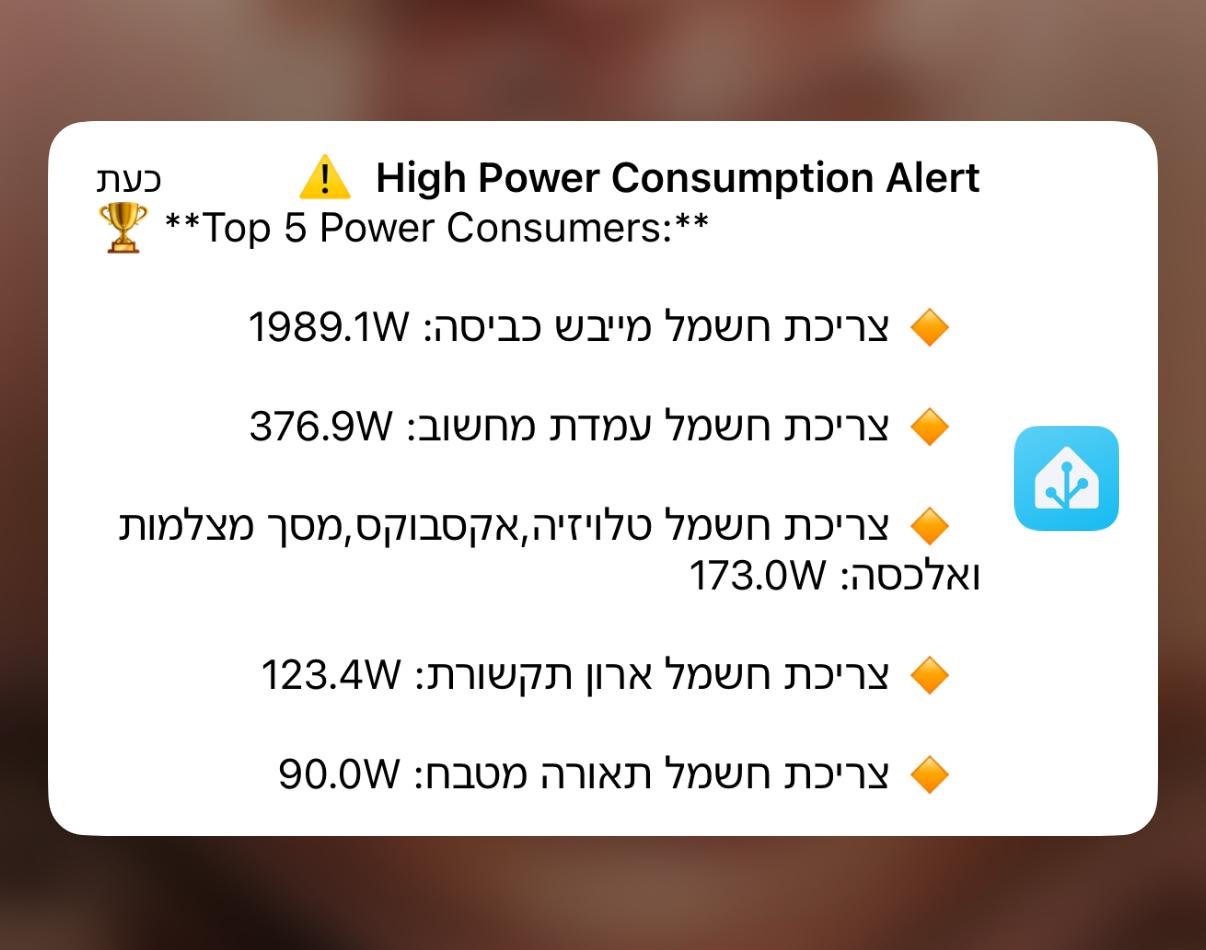 ⚠️ High Power Consumption Alert
כעת
🏆 **Top 5 Power Consumers:**
🔸 צריכת חשמל מייבש כביסה: 1989.1W
🔸 צריכת חשמל עמדת מחשוב: 376.9W
🔸 צריכת חשמל טלויזיה,אקסבוקס,מסך מצלמות
ואלכסה: 173.0W
🔸 צריכת חשמל ארון תקשורת: 123.4W
🔸 צריכת חשמל תאורה מטבח: 90.0W